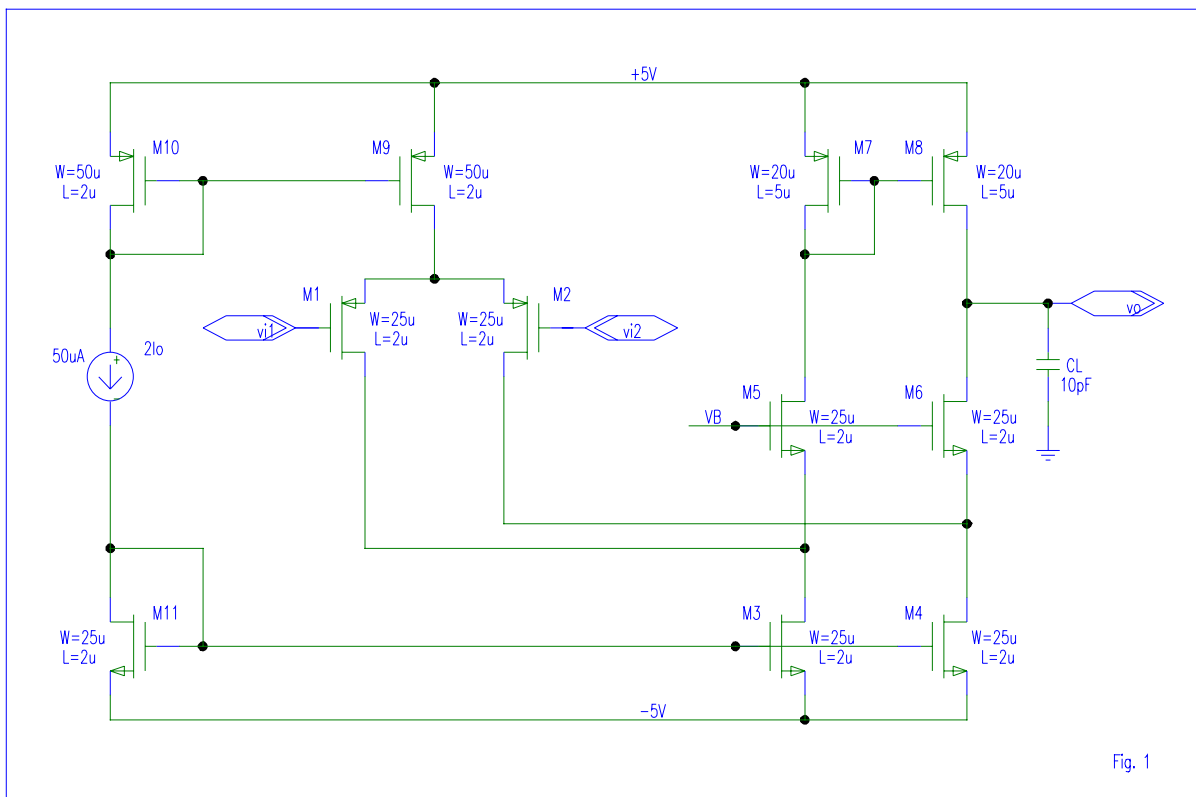 +5V
M10
W=50u
L=2u
M9
W=50u
L=2u
M7
W=20u
L=5u
M8
W=20u
L=5u
M1
W=25u
L=2u
vi1
M2
W=25u
L=2u
vi2
vo
50uA
2Io
+
-
CL
10pF
M5
W=25u
L=2u
VB
M6
W=25u
L=2u
M11
W=25u
L=2u
M3
W=25u
L=2u
M4
W=25u
L=2u
-5V
Fig. 1